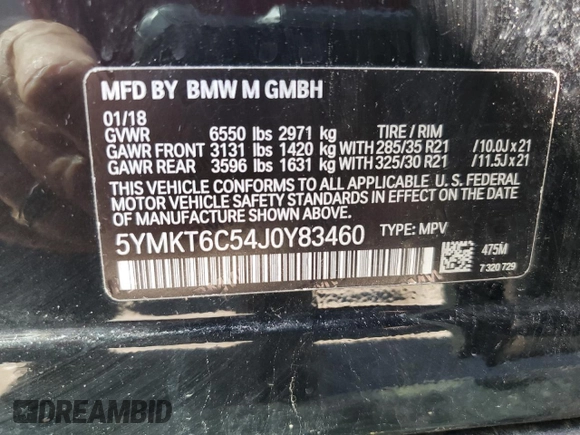 MFD BY BMW M GMBH
01/18
GVWR 6550 lbs 2971 kg TIRE / RIM
GAWR FRONT 3131 lbs 1420 kg WITH 285/35 R21 /10.0J x 21
GAWR REAR 3596 lbs 1631 kg WITH 325/30 R21 /11.5J x 21
THIS VEHICLE CONFORMS TO ALL APPLICABLE U. S. FEDERAL
MOTOR VEHICLE SAFETY STANDARDS IN EFFECT ON THE DATE
OF MANUFACTURE SHOWN ABOVE.
5YMKT6C54J0Y83460 TYPE: MPV
475M
7 320 729
DREAMBID